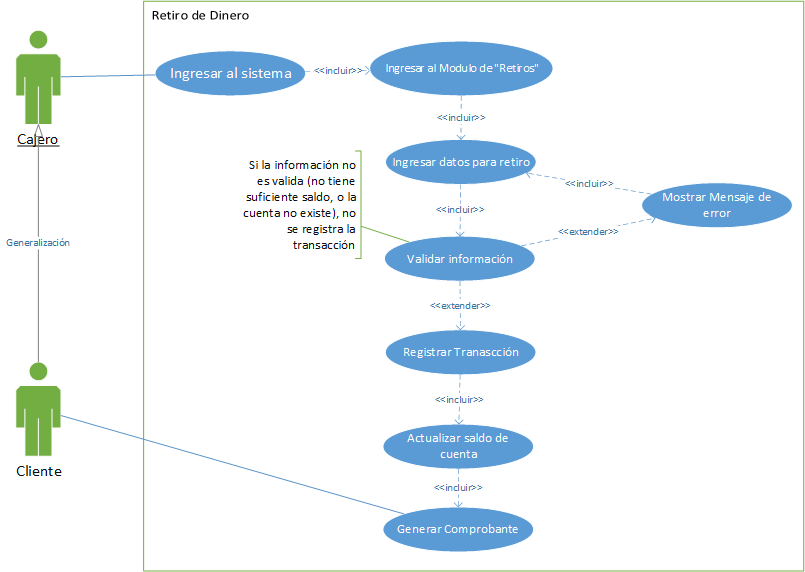 Retiro de Dinero
Ingresar al sistema
<<incluir>>
Ingresar al Modulo de "Retiros"
<<incluir>>
Cajero
Si la información no
es valida (no tiene
suficiente saldo, o la
cuenta no existe), no
se registra la
transacción
Ingresar datos para retiro
<<incluir>>
Mostrar Mensaje de
error
<<incluir>>
<<extender>>
Generalización
Validar información
<<extender>>
Registrar Tranascción
<<incluir>>
Cliente
Actualizar saldo de
cuenta
<<incluir>>
Generar Comprobante